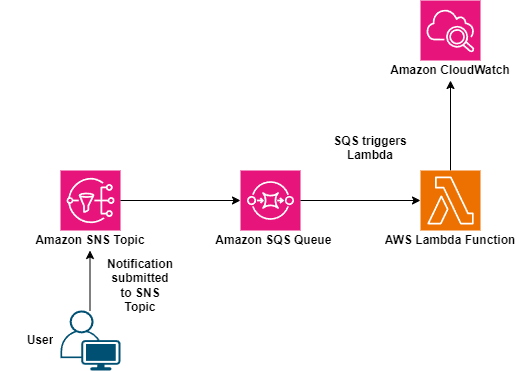 Amazon CloudWatch
SQS triggers
Lambda
Amazon SNS Topic
Amazon SQS Queue
AWS Lambda Function
Notification
submitted
to SNS
Topic
User